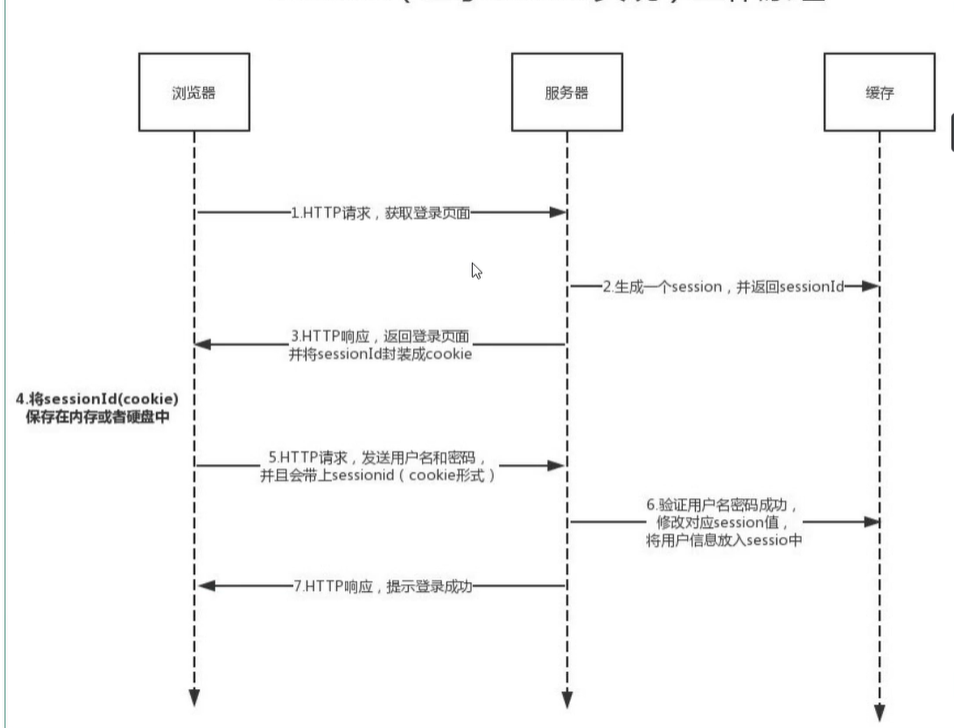 浏览器
服务器
缓存
1.HTTP请求，获取登录页面
2.生成一个session，并返回sessionId
3.HTTP响应，返回登录页面
并将sessionId封装成cookie
4.将sessionId(cookie)
保存在内存或者硬盘中
5.HTTP请求，发送用户名和密码，
并且会带上sessionid（cookie形式）
6.验证用户名密码成功，
修改对应session值，
将用户信息放入sessio中
7.HTTP响应，提示登录成功